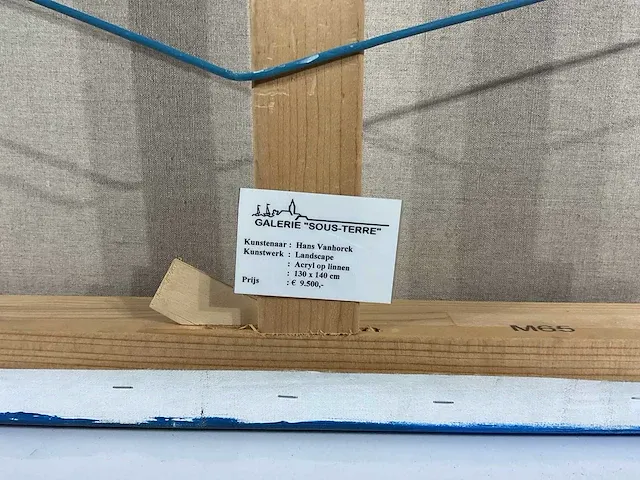 GALERIE "SOUS-TERRE"
Kunstenaar : Hans Vanhorck
Kunstwerk : Landscape
: Acryl op linnen
: 130 x 140 cm
Prijs : € 9.500,-
M65